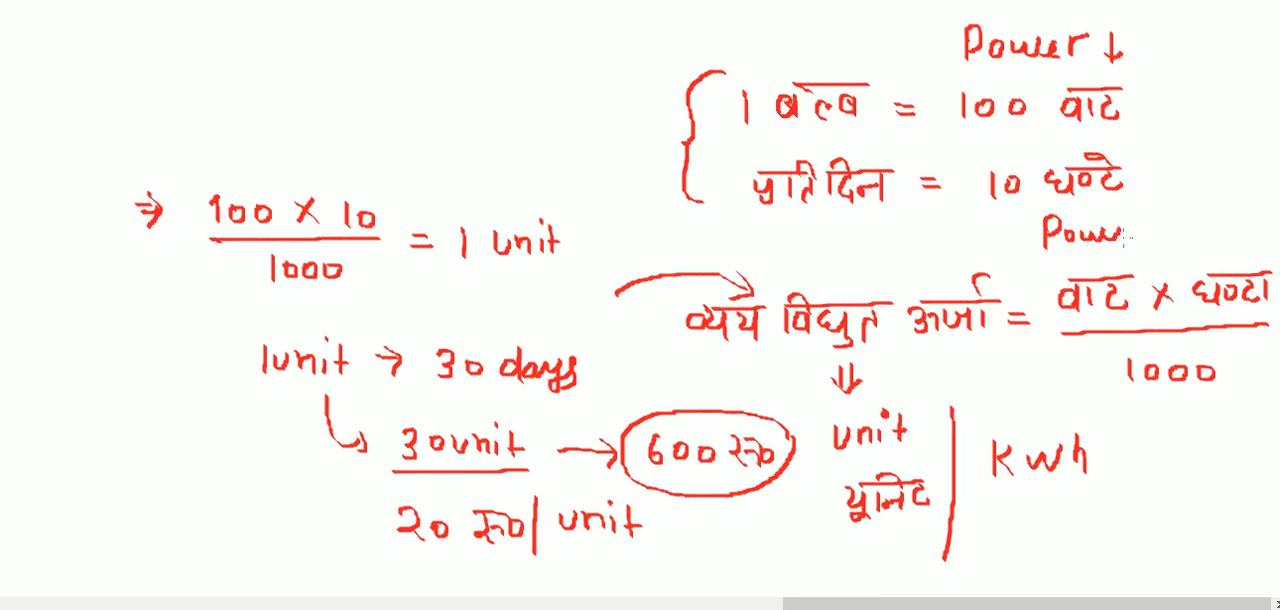 Power ↓
1 बल्ब = 100 वाट
प्रतिदिन = 10 घण्टे
⇒ 100 × 10 / 1000 = 1 unit
Powe
व्यय विद्युत ऊर्जा = वाट × घण्टा / 1000
⇓
1unit → 30 days
30unit → 600 रु०
20 रु० | unit
unit
यूनिट
Kwh